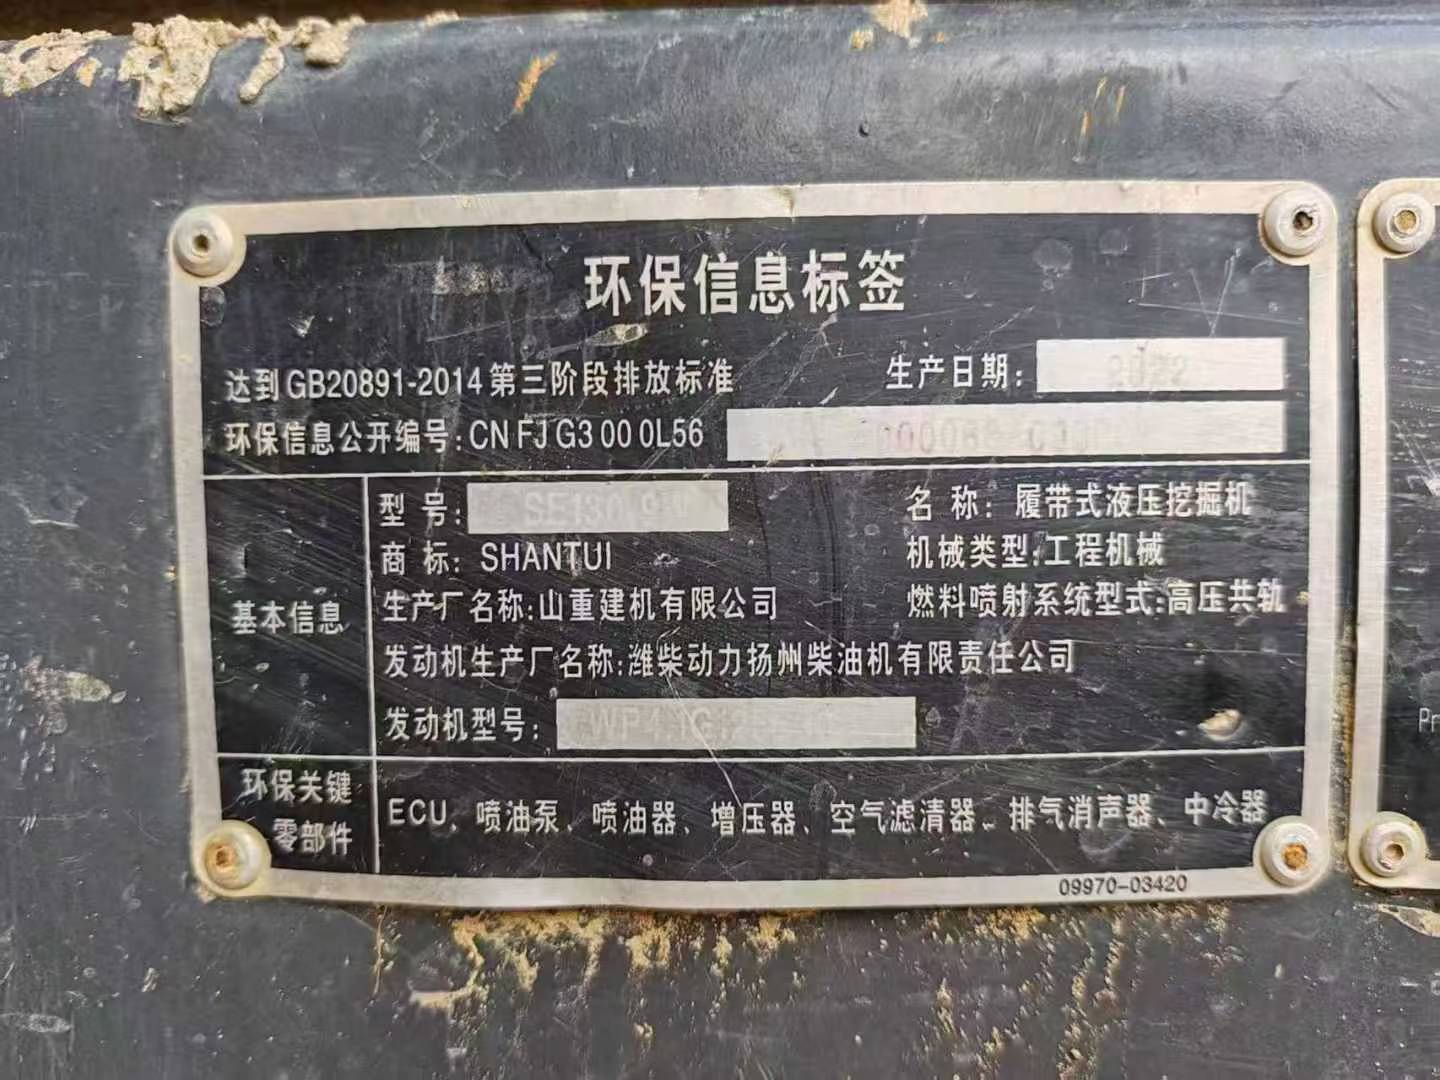 环保信息标签
达到GB20891-2014第三阶段排放标准
生产日期: 2022
环保信息公开编号:CN FJ G3 00 0L56
基本信息
型 号: SE130
名 称: 履带式液压挖掘机
商 标: SHANTUI
机械类型:工程机械
生产厂名称:山重建机有限公司
燃料喷射系统型式:高压共轨
发动机生产厂名称:潍柴动力扬州柴油机有限责任公司
发动机型号: WP4.1G125
环保关键
零部件
ECU、喷油泵、喷油器、增压器、空气滤清器、排气消声器、中冷器
09970-03420
Pr